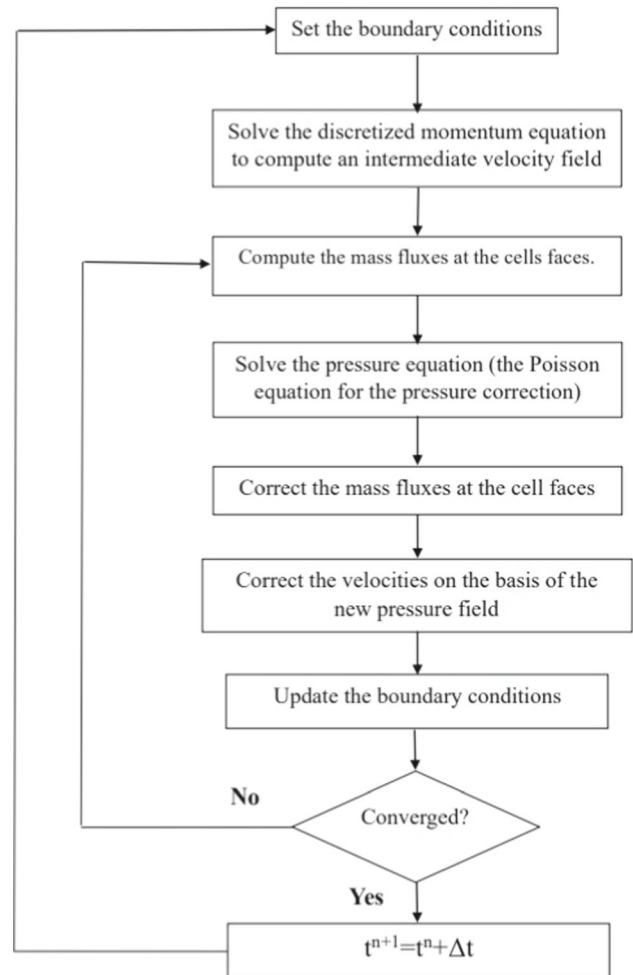 Set the boundary conditions
Solve the discretized momentum equation
to compute an intermediate velocity field
Compute the mass fluxes at the cells faces.
Solve the pressure equation (the Poisson
equation for the pressure correction)
Correct the mass fluxes at the cell faces
Correct the velocities on the basis of the
new pressure field
Update the boundary conditions
No
Converged?
Yes
tⁿ⁺¹=tⁿ+Δt